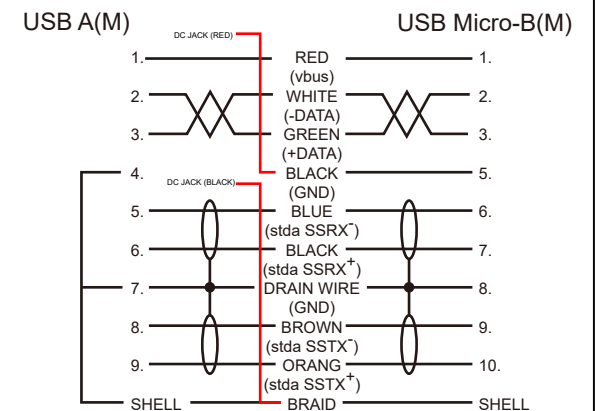 USB A(M) USB Micro-B(M)
DC JACK (RED)
1. RED 1.
(vbus)
2. WHITE 2.
(-DATA)
3. GREEN 3.
(+DATA)
4. BLACK 5.
DC JACK (BLACK)
(GND)
5. BLUE 6.
(stda SSRX-)
6. BLACK 7.
(stda SSRX+)
7. DRAIN WIRE 8.
(GND)
8. BROWN 9.
(stda SSTX-)
9. ORANG 10.
(stda SSTX+)
SHELL BRAID SHELL